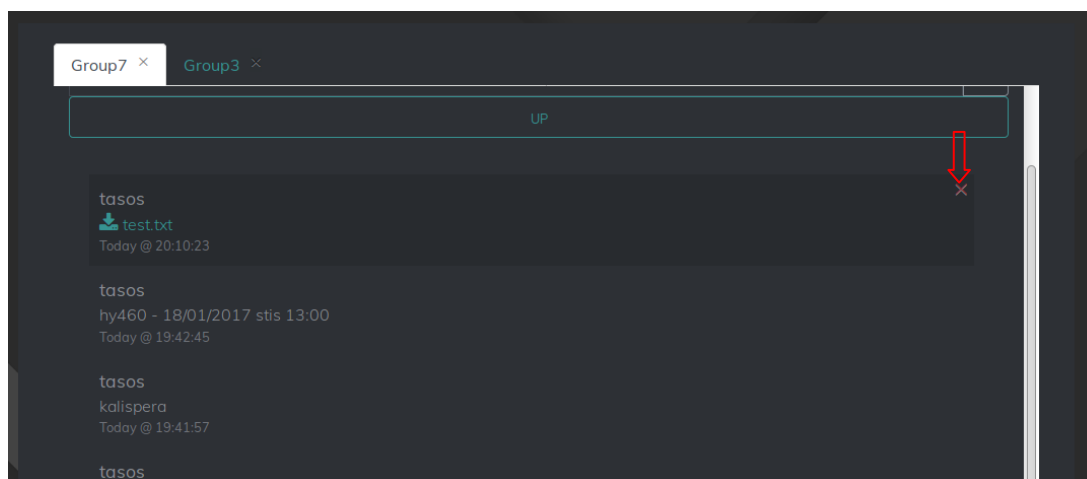 Group7 ×
Group3 ×
UP
tasos
test.txt
Today @ 20:10:23
tasos
hy460 - 18/01/2017 stis 13:00
Today @ 19:42:45
tasos
kalispera
Today @ 19:41:57
tasos